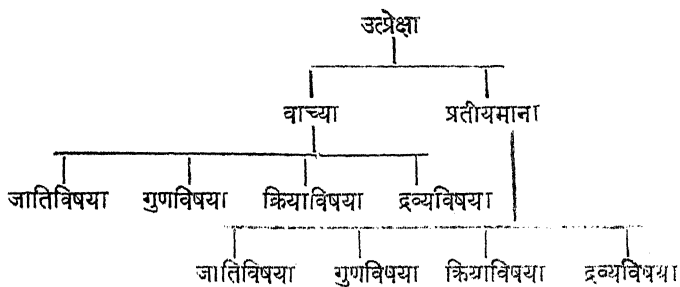 उत्प्रेक्षा
वाच्या प्रतीयमाना
जातिविषया गुणविषया क्रियाविषया द्रव्यविषया
जातिविषया गुणविषया क्रियाविषया द्रव्यविषया